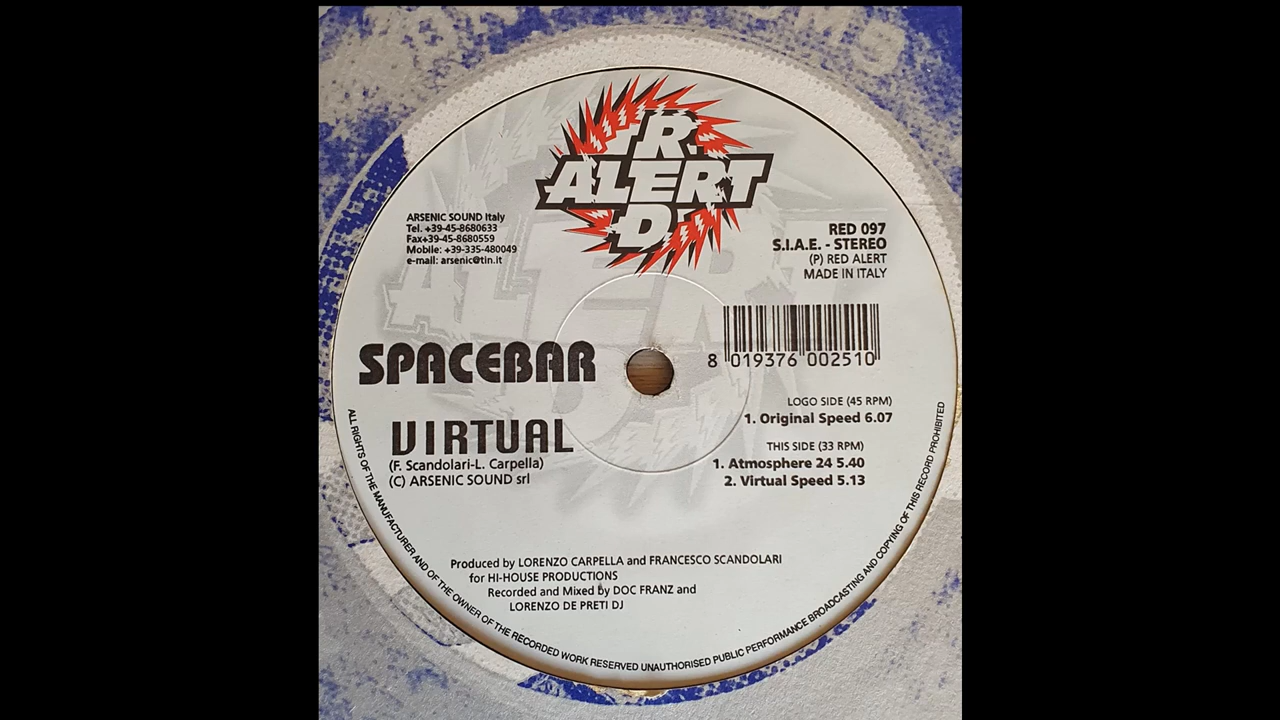 RED
ALERT
ARSENIC SOUND Italy
Tel. +39-45-8680633
Fax+39-45-8680559
Mobile: +39-335-480049
e-mail: arsenic@tin.it
RED 097
S.I.A.E. - STEREO
(P) RED ALERT
MADE IN ITALY
8 019376 002510
SPACEBAR
VIRTUAL
(F. Scandolari-L. Carpella)
(C) ARSENIC SOUND srl
LOGO SIDE (45 RPM)
1. Original Speed 6.07
THIS SIDE (33 RPM)
1. Atmosphere 24 5.40
2. Virtual Speed 5.13
Produced by LORENZO CARPELLA and FRANCESCO SCANDOLARI
for HI-HOUSE PRODUCTIONS
Recorded and Mixed by DOC FRANZ and
LORENZO DE PRETI DJ
ALL RIGHTS OF THE MANUFACTURER AND OF THE OWNER OF THE RECORDED WORK RESERVED UNAUTHORISED PUBLIC PERFORMANCE BROADCASTING AND COPYING OF THIS RECORD PROHIBITED